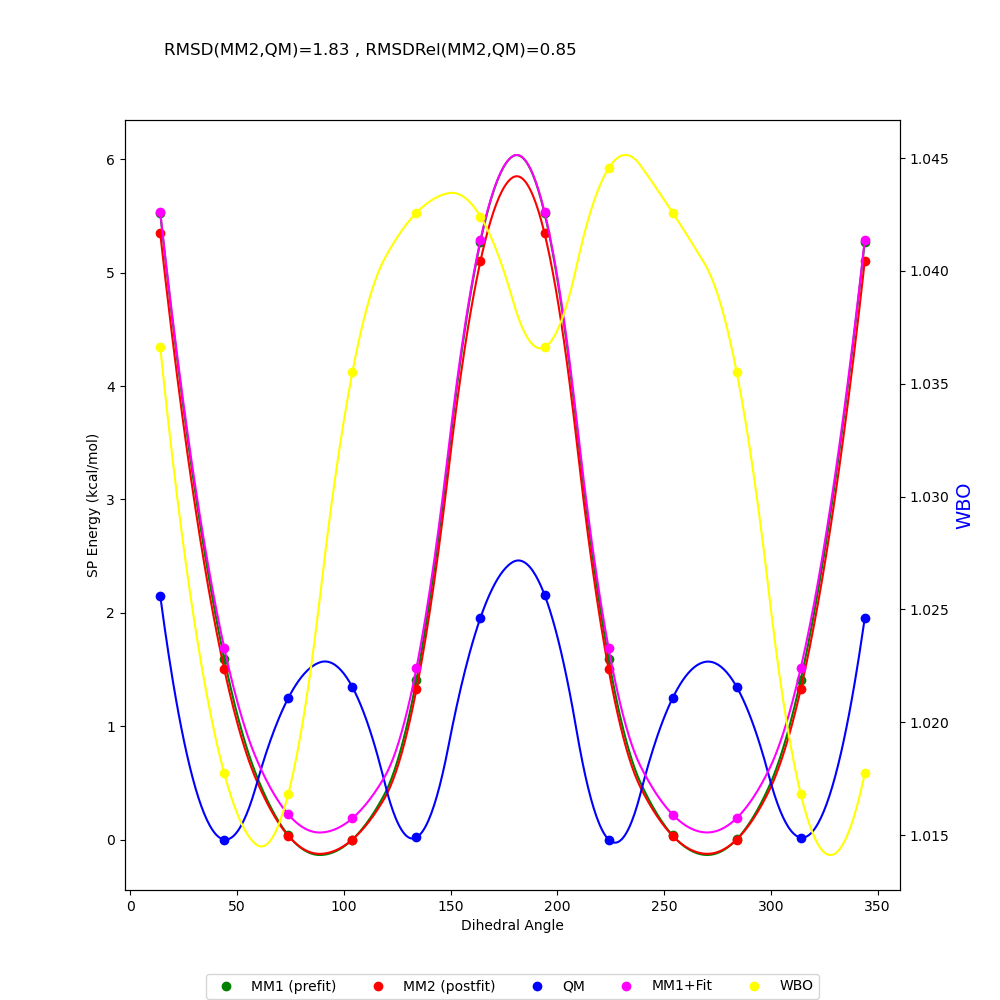 RMSD(MM2,QM)=1.83 , RMSDRel(MM2,QM)=0.85
6
5
4
3
2
1
0
SP Energy (kcal/mol)
1.045
1.040
1.035
1.030
1.025
1.020
1.015
WBO
0 50 100 150 200 250 300 350
Dihedral Angle
MM1 (prefit) MM2 (postfit) QM MM1+Fit WBO